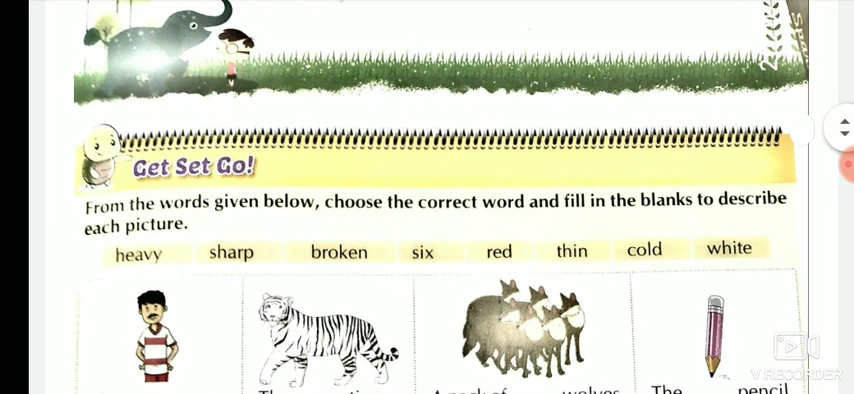 Get Set Go!
From the words given below, choose the correct word and fill in the blanks to describe
each picture.
heavy sharp broken six red thin cold white
wolves The pencil
V RECORDER